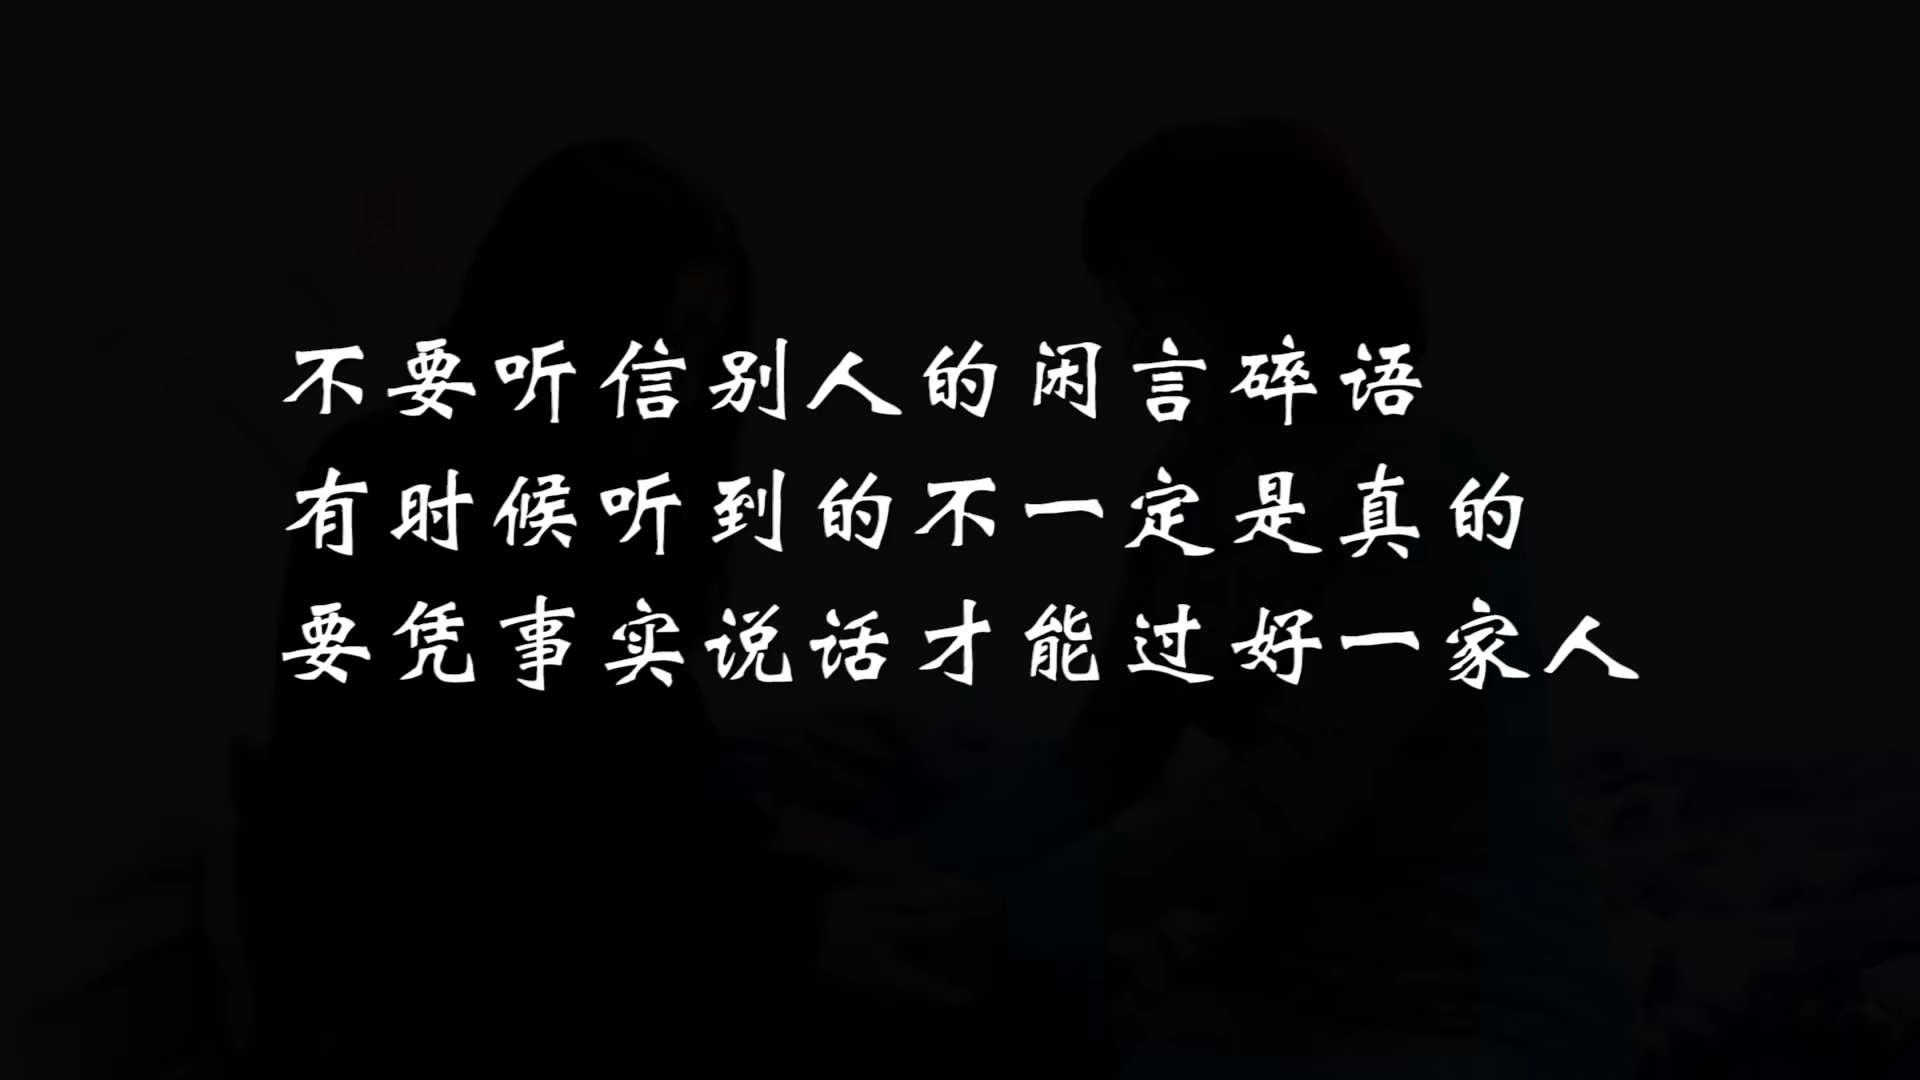 不要听信别人的闲言碎语
有时候听到的不一定是真的
要凭事实说话才能过好一家人